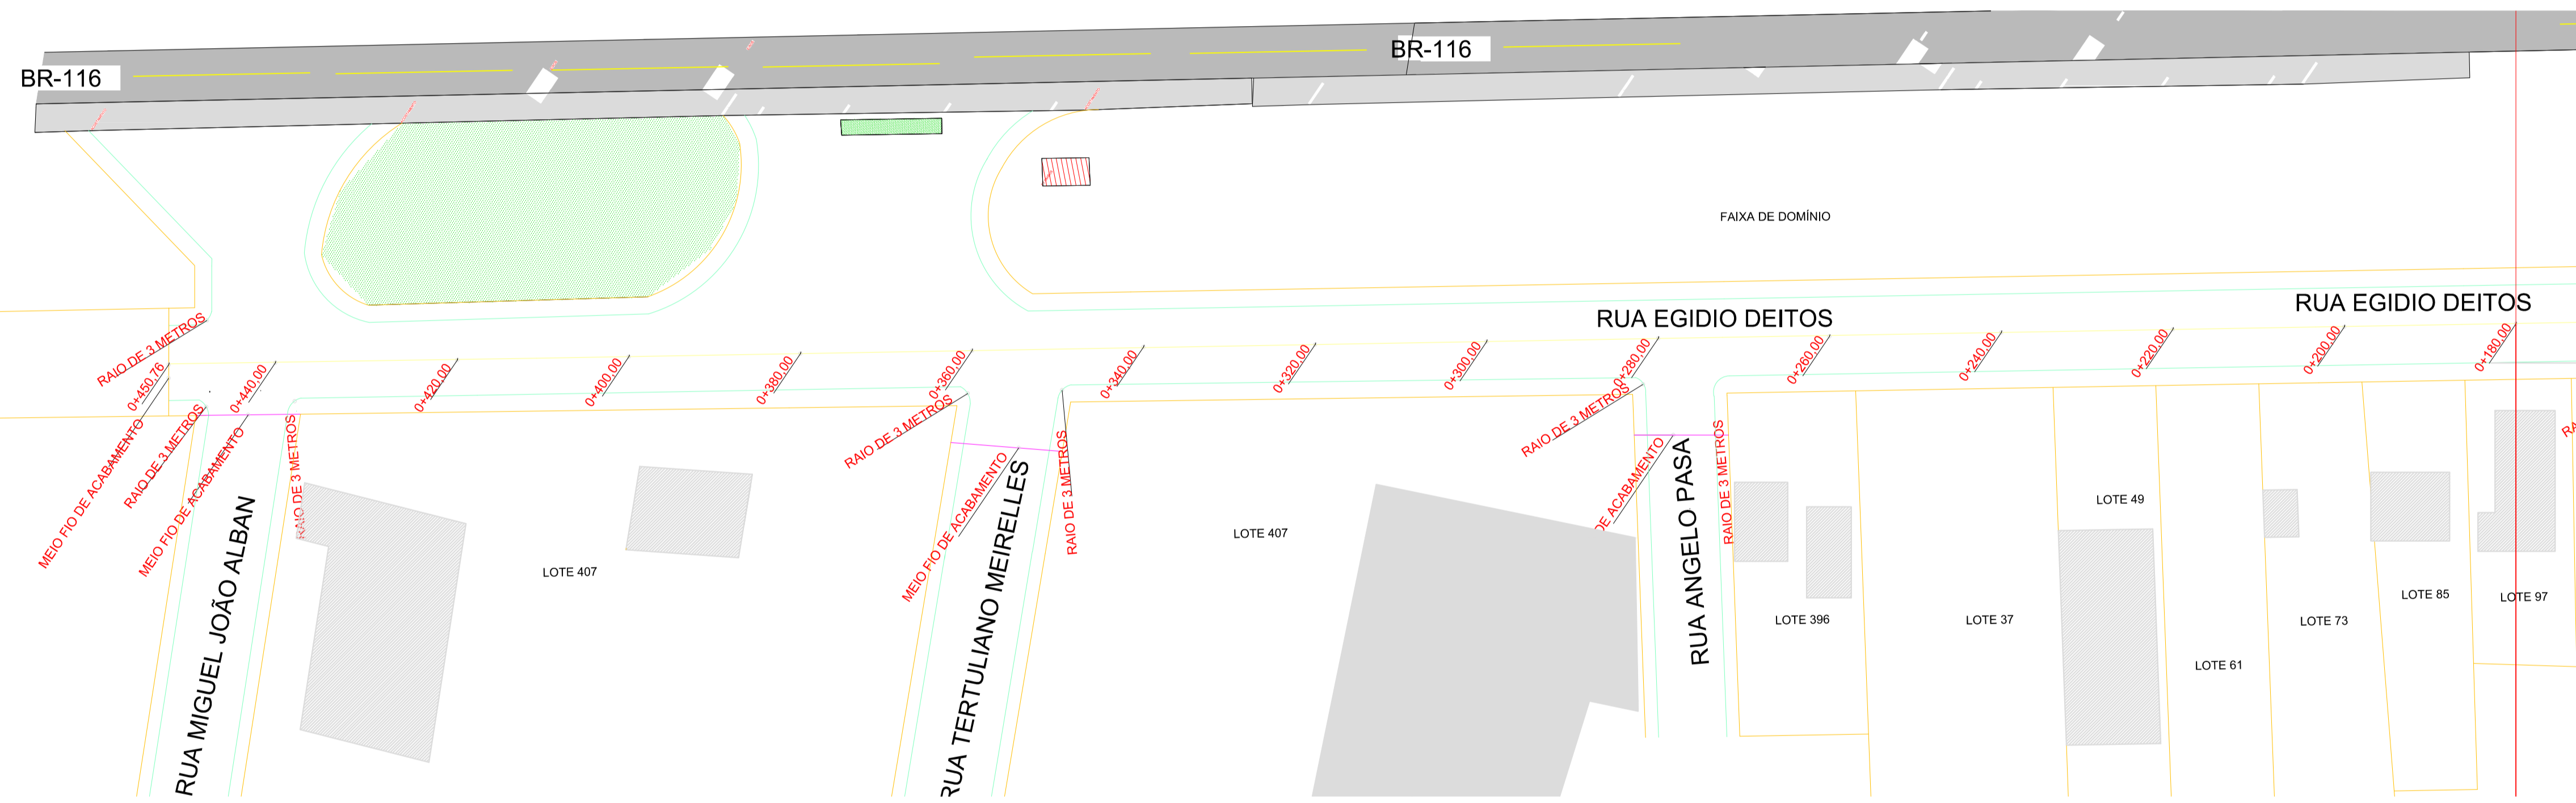 BR-116
BR-116
FAIXA DE DOMÍNIO
RUA EGIDIO DEITOS
RUA EGIDIO DEITOS
RAIO DE 3 METROS
0+450.76
0+440,00
0+420,00
0+400,00
0+380,00
0+360,00
0+340,00
0+320,00
0+300,00
0+280,00
0+260,00
0+240,00
0+220,00
0+200,00
0+180,00
MEIO FIO DE ACABAMENTO
RAIO DE 3 METROS
MEIO FIO DE ACABAMENTO
RAIO DE 3 METROS
RAIO DE 3 METROS
MEIO FIO DE ACABAMENTO
RAIO DE 3 METROS
RAIO DE 3 METROS
DE ACABAMENTO
RAIO DE 3 METROS
RUA MIGUEL JOÃO ALBAN
RUA TERTULIANO MEIRELLES
RUA ANGELO PASA
LOTE 407
LOTE 407
LOTE 396
LOTE 37
LOTE 49
LOTE 61
LOTE 73
LOTE 85
LOTE 97